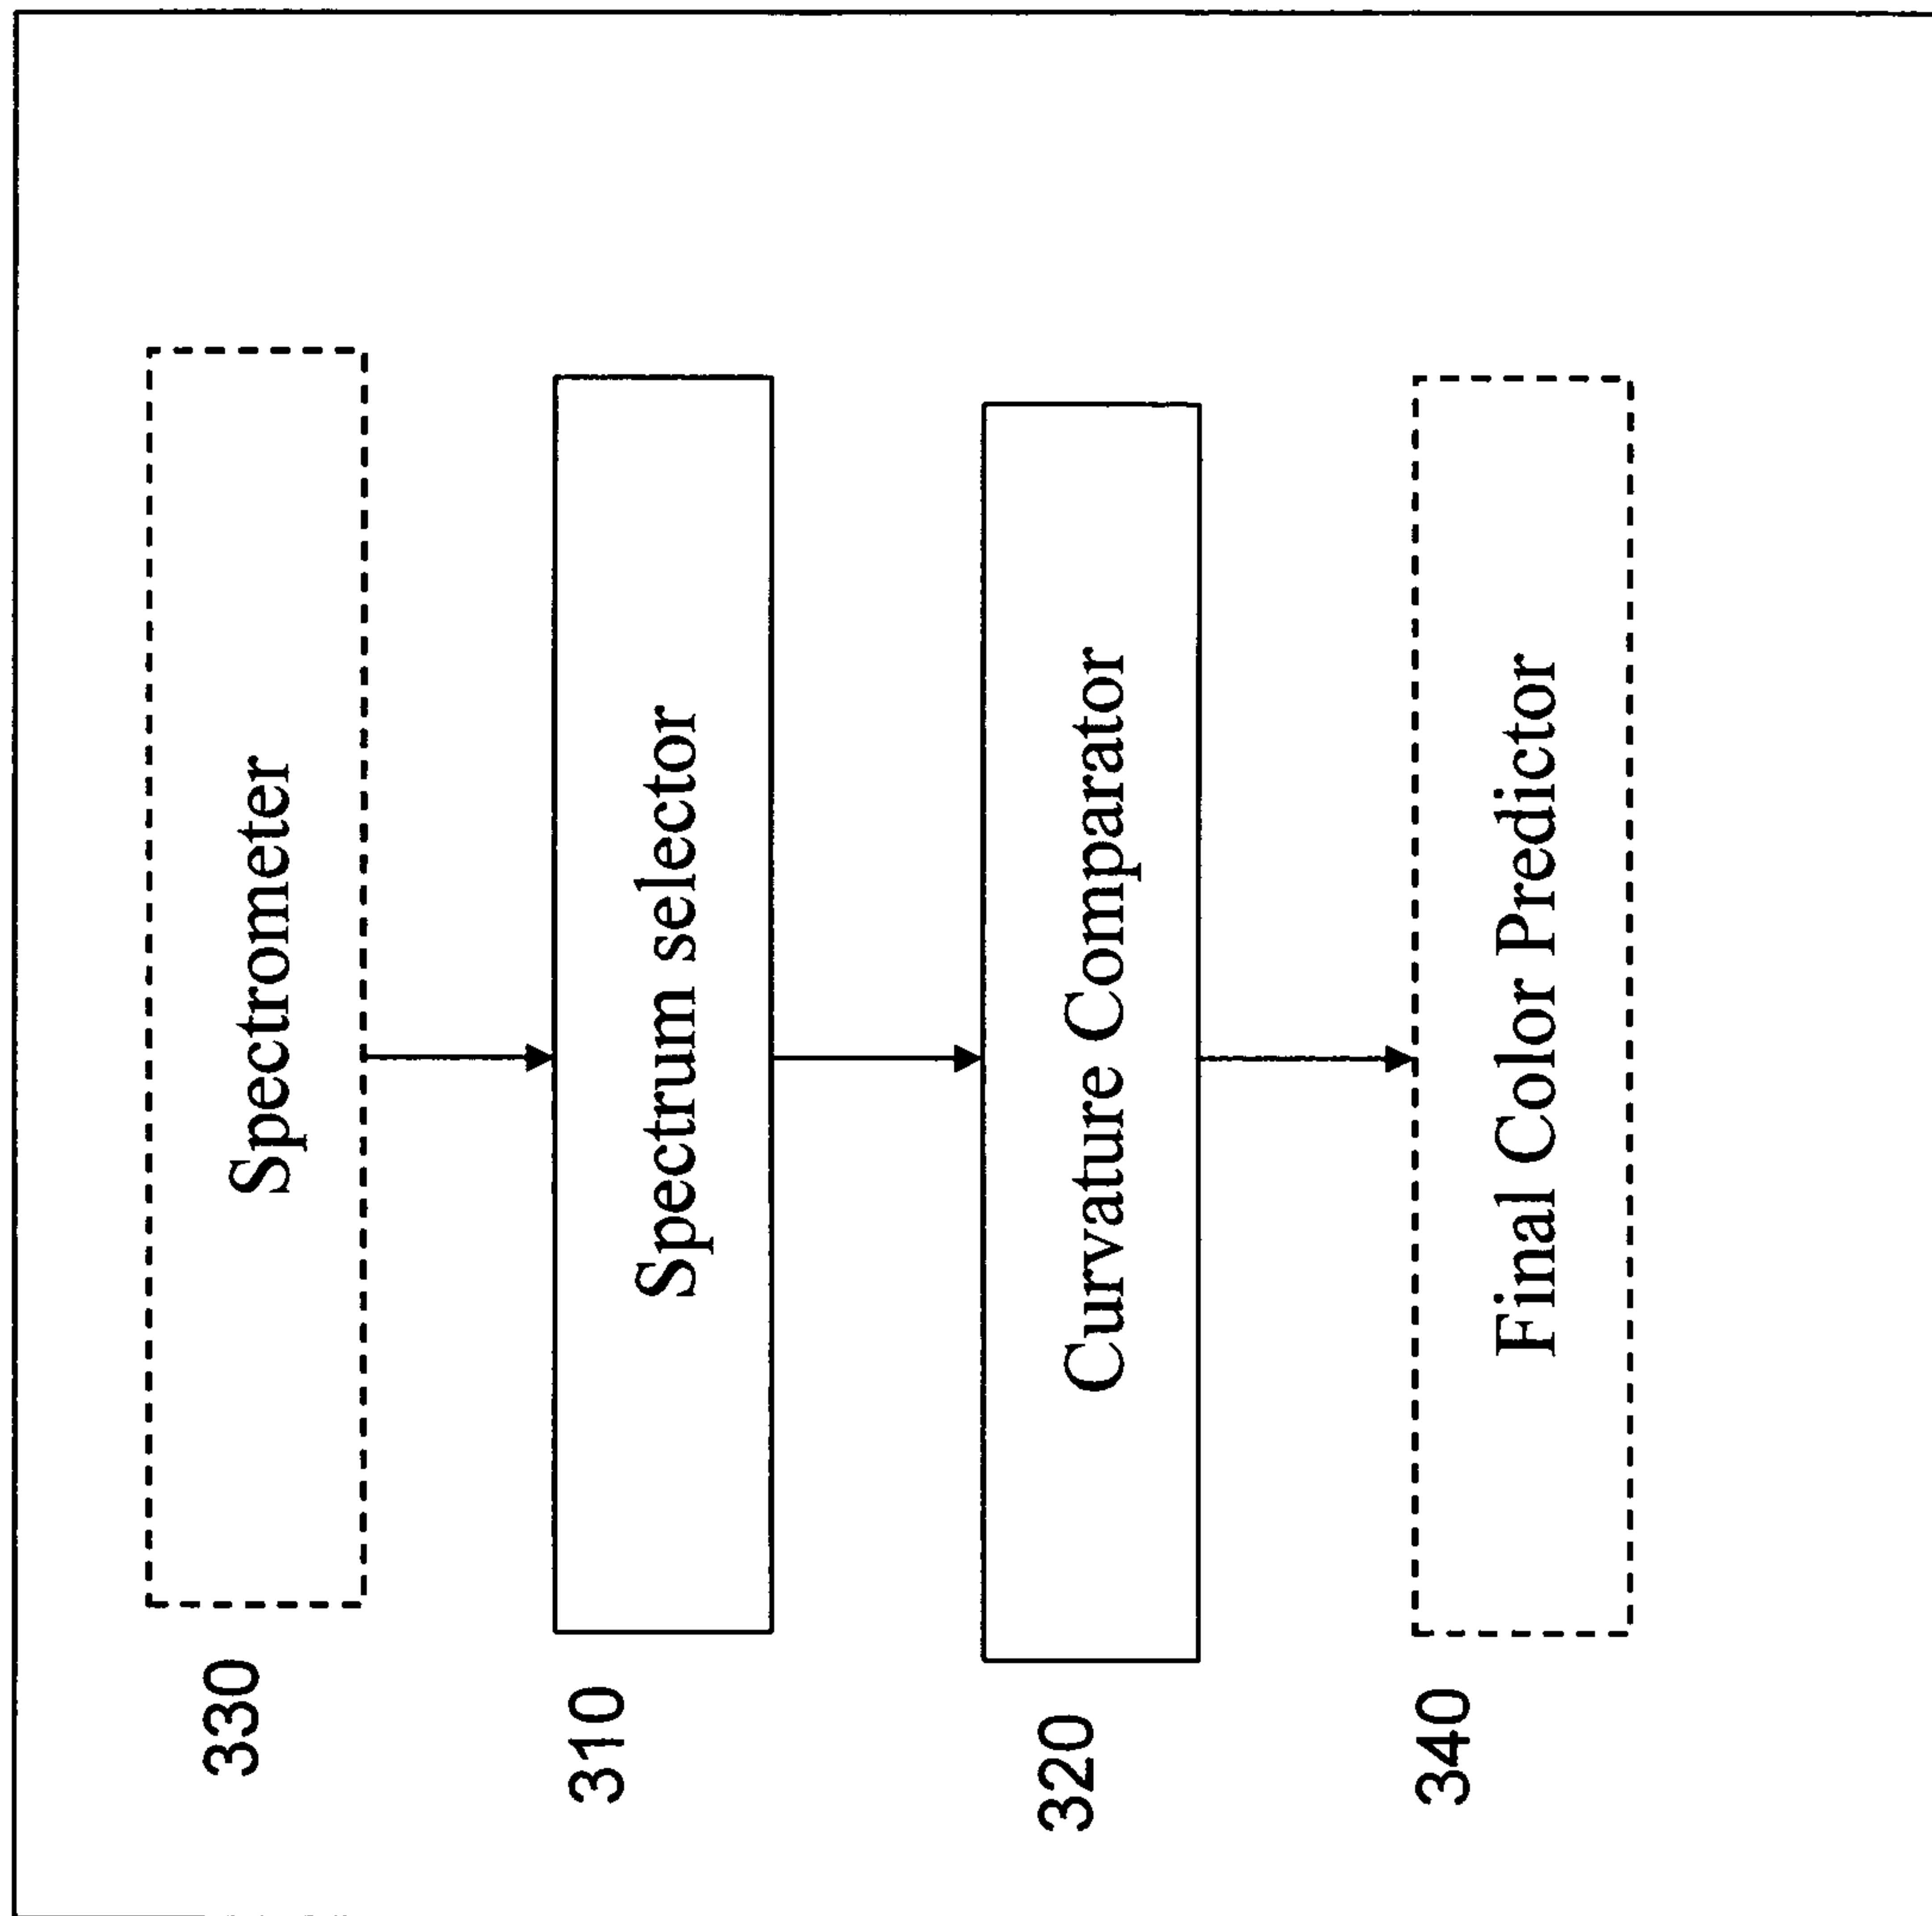 330
Spectrometer
310
Spectrum selector
320
Curvature Comparator
340
Final Color Predictor